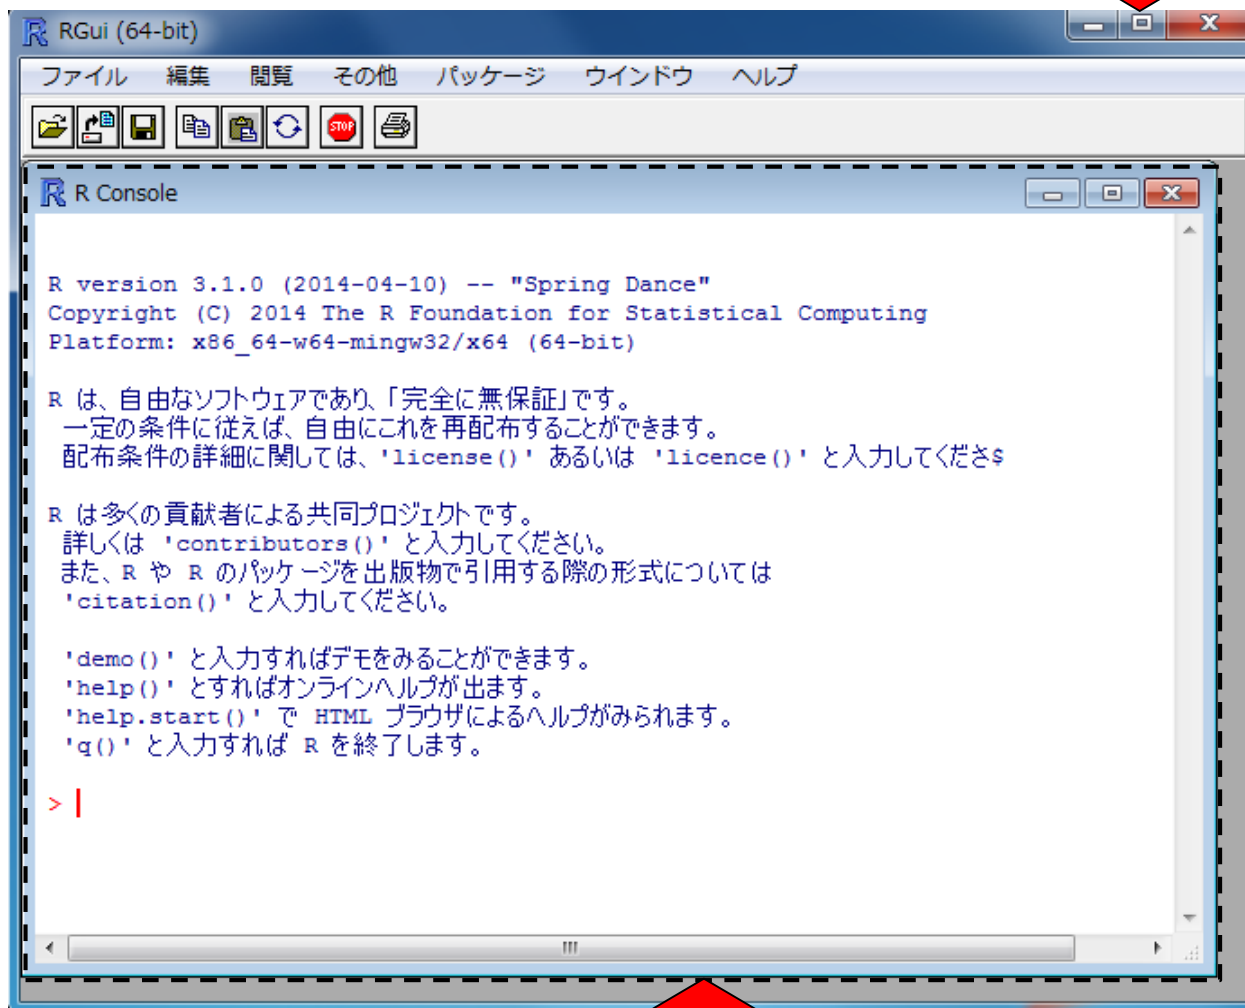 RGui (64-bit)
ファイル 編集 閲覧 その他 パッケージ ウインドウ ヘルプ
STOP
R Console
R version 3.1.0 (2014-04-10) -- "Spring Dance"
Copyright (C) 2014 The R Foundation for Statistical Computing
Platform: x86_64-w64-mingw32/x64 (64-bit)
R は、自由なソフトウェアであり、「完全に無保証」です。
一定の条件に従えば、自由にこれを再配布することができます。
配布条件の詳細に関しては、'license()' あるいは 'licence()' と入力してくださ$
R は多くの貢献者による共同プロジェクトです。
詳しくは 'contributors()' と入力してください。
また、R や R のパッケージを出版物で引用する際の形式については
'citation()' と入力してください。
'demo()' と入力すればデモをみることができます。
'help()' とすればオンラインヘルプが出ます。
'help.start()' で HTML ブラウザによるヘルプがみられます。
'q()' と入力すれば R を終了します。
>